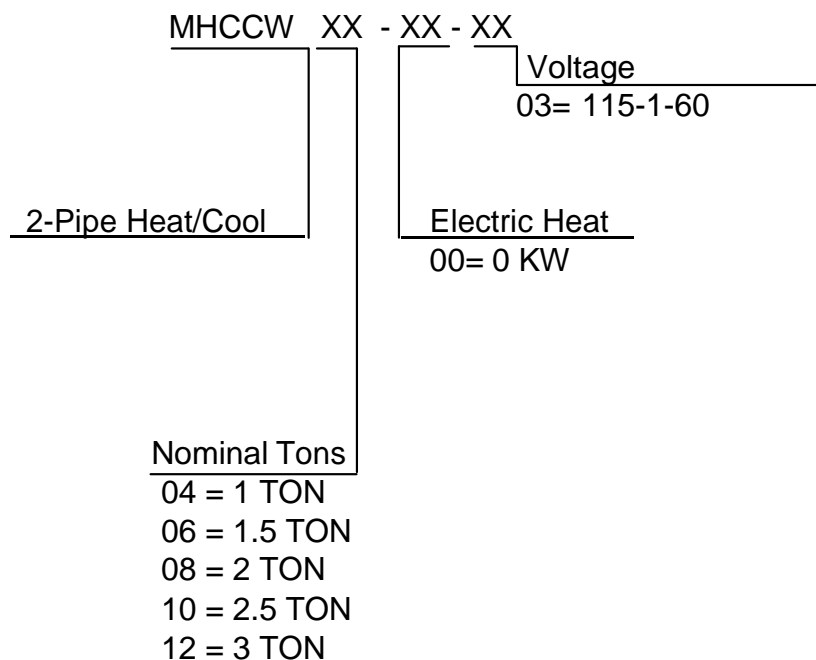 MHCCW XX - XX - XX
Voltage
03= 115-1-60
2-Pipe Heat/Cool
Electric Heat
00= 0 KW
Nominal Tons
04 = 1 TON
06 = 1.5 TON
08 = 2 TON
10 = 2.5 TON
12 = 3 TON